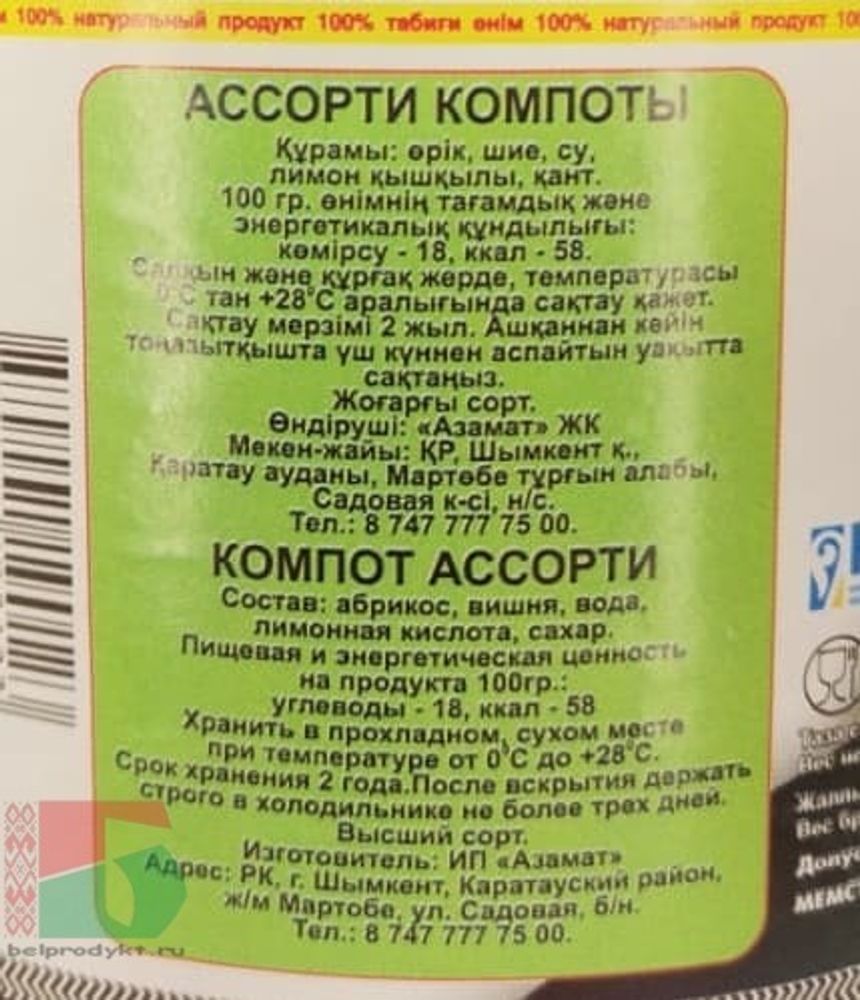 100% натуральный продукт 100% табиғи өнім 100% натуральный продукт
АССОРТИ КОМПОТЫ
Құрамы: өрік, шие, су,
лимон қышқылы, қант.
100 гр. өнімнің тағамдық және
энергетикалық құндылығы:
көмірсу - 18, ккал - 58.
Салқын және құрғақ жерде, температурасы
0°С тан +28°С аралығында сақтау қажет.
Сақтау мерзімі 2 жыл. Ашқаннан кейін
тоңазытқышта үш күннен аспайтын уақытта
сақтаңыз.
Жоғарғы сорт.
Өндіруші: «Азамат» ЖК
Мекен-жайы: ҚР, Шымкент қ.,
Қаратау ауданы, Мартөбе тұрғын алабы,
Садовая к-сі, н/с.
Тел.: 8 747 777 75 00.
КОМПОТ АССОРТИ
Состав: абрикос, вишня, вода,
лимонная кислота, сахар.
Пищевая и энергетическая ценность
на продукта 100гр.:
углеводы - 18, ккал - 58
Хранить в прохладном, сухом месте
при температуре от 0°С до +28°С.
Срок хранения 2 года.После вскрытия держать
строго в холодильнике не более трех дней.
Высший сорт.
Изготовитель: ИП «Азамат»
Адрес: РК, г. Шымкент, Каратауский район,
ж/м Мартобе, ул. Садовая, б/н.
Тел.: 8 747 777 75 00.
belprodykt.ru